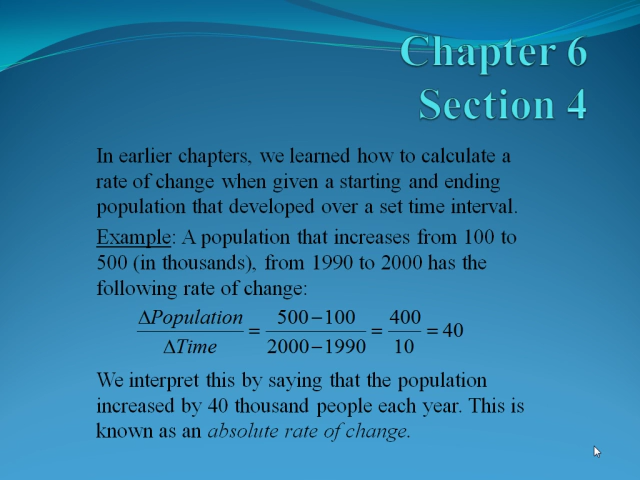 Chapter 6
Section 4
In earlier chapters, we learned how to calculate a
rate of change when given a starting and ending
population that developed over a set time interval.
Example: A population that increases from 100 to
500 (in thousands), from 1990 to 2000 has the
following rate of change:
ΔPopulation / ΔTime = 500−100 / 2000−1990 = 400 / 10 = 40
We interpret this by saying that the population
increased by 40 thousand people each year. This is
known as an absolute rate of change.